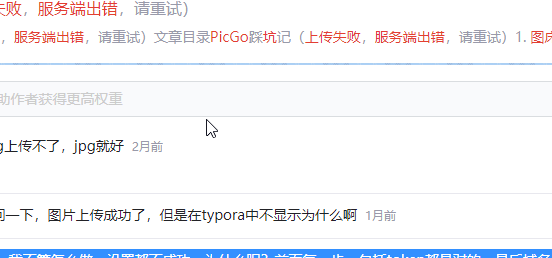 失败，服务端出错，请重试）
，服务端出错，请重试）文章目录PicGo踩坑记（上传失败，服务端出错，请重试）1. 图
助作者获得更高权重
g上传不了，jpg就好 2月前
问一下，图片上传成功了，但是在typora中不显示为什么啊 1月前